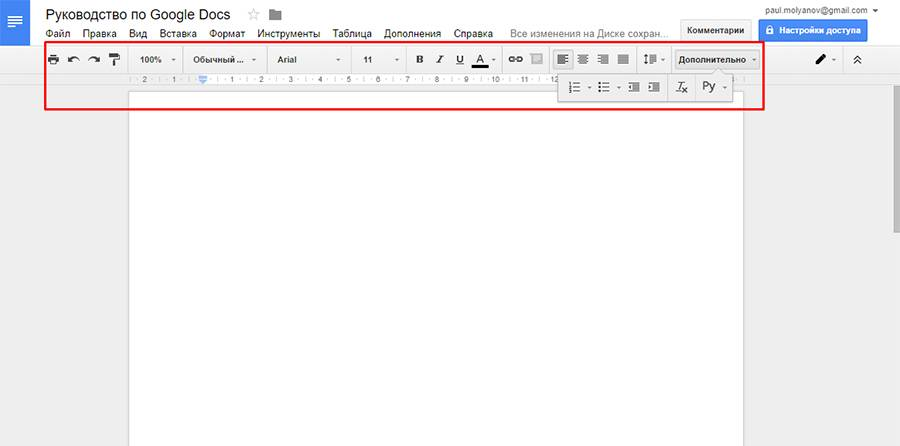 paul.molyanov@gmail.com
Руководство по Google Docs
Файл Правка Вид Вставка Формат Инструменты Таблица Дополнения Справка Все изменения на Диске сохран... Комментарии Настройки доступа
100% Обычный ... Arial 11 B I U A Дополнительно
2 1 1 2 3 4 5 6 7 8 9 10 11 12
Ру